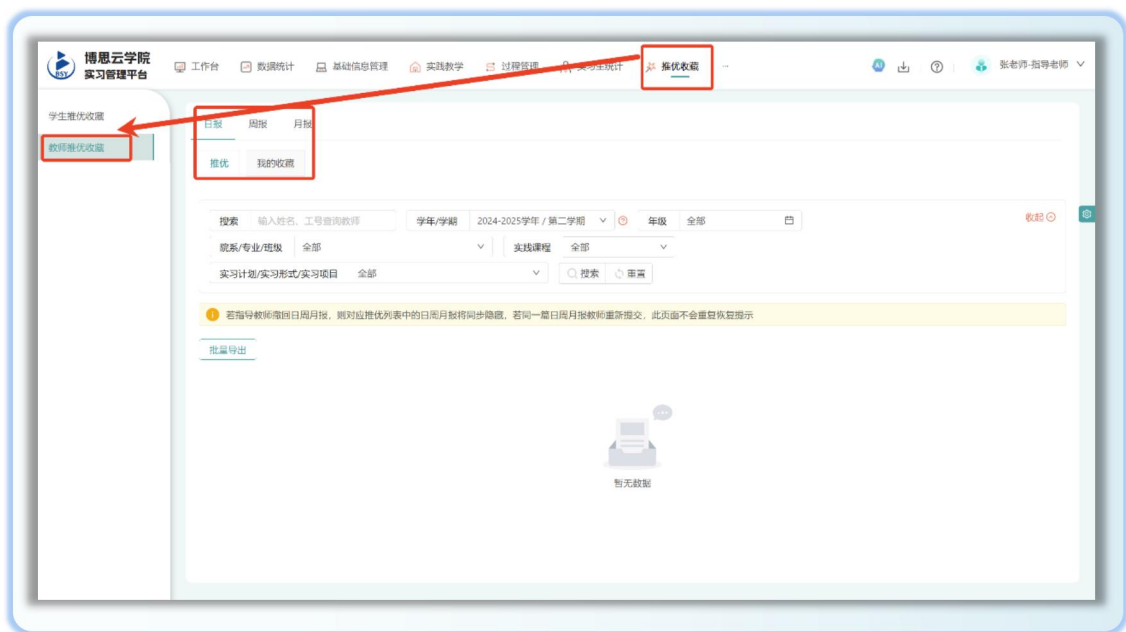 博思云学院
实习管理平台
BSY
工作台 数据统计 基础信息管理 实践教学 过程管理 实习生统计 推优收藏 ··· AI 张老师-指导老师
学生推优收藏
教师推优收藏
日报 周报 月报
推优 我的收藏
搜索 输入姓名、工号查询教师 学年/学期 2024-2025学年 / 第二学期 年级 全部 收起
院系/专业/班级 全部 实践课程 全部
实习计划/实习形式/实习项目 全部 搜索 重置
若指导教师撤回日周月报，则对应推优列表中的日周月报将同步隐藏，若同一篇日周月报教师重新提交，此页面不会重复恢复提示
批量导出
暂无数据